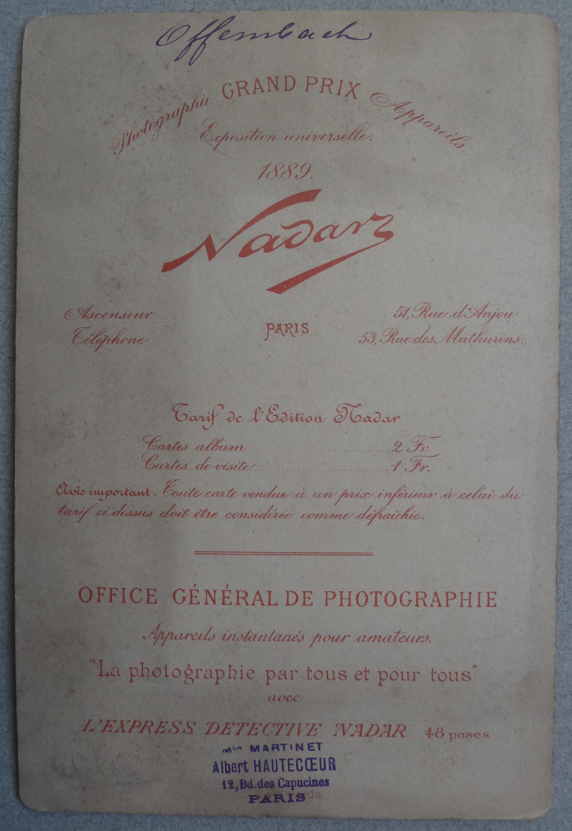 Offenbach
Photographie GRAND PRIX Appareils
Exposition universelle.
1889.
Nadar
Ascenseur
Téléphone
PARIS
51, Rue d'Anjou
53, Rue des Mathurins
Tarif de l'Edition Nadar
Cartes album 2 Fr.
Cartes de visite 1 Fr.
Avis important. Toute carte vendue à un prix inférieur à celui du
tarif ci dessus doit être considérée comme défraichie.
OFFICE GÉNÉRAL DE PHOTOGRAPHIE
Appareils instantanés pour amateurs.
"La photographie par tous et pour tous"
avec
L'EXPRESS DETECTIVE NADAR 48 poses
Mon MARTINET
Albert HAUTECŒUR
12, Bd. des Capucines
PARIS